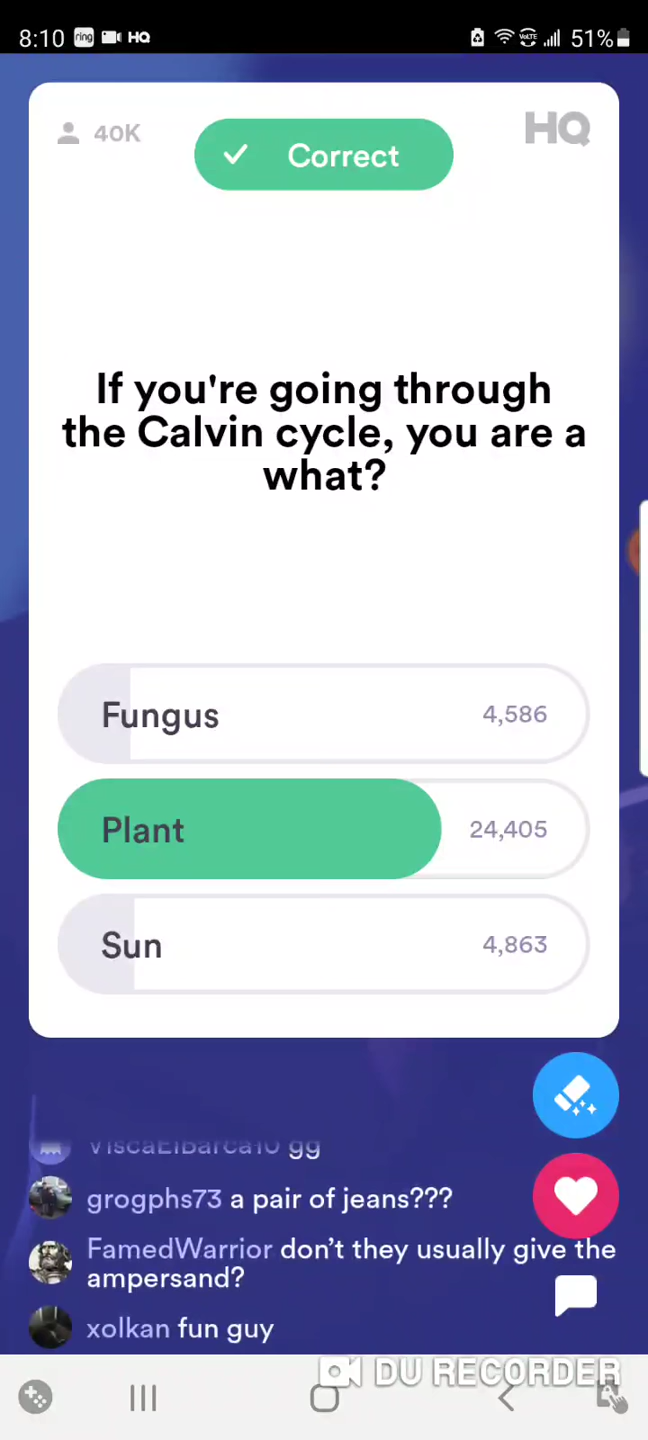 8:10 ring HQ 51%
40K Correct HQ
If you're going through
the Calvin cycle, you are a
what?
Fungus 4,586
Plant 24,405
Sun 4,863
ViscaElBarca10 gg
grogphs73 a pair of jeans???
FamedWarrior don’t they usually give the
ampersand?
xolkan fun guy
DU RECORDER